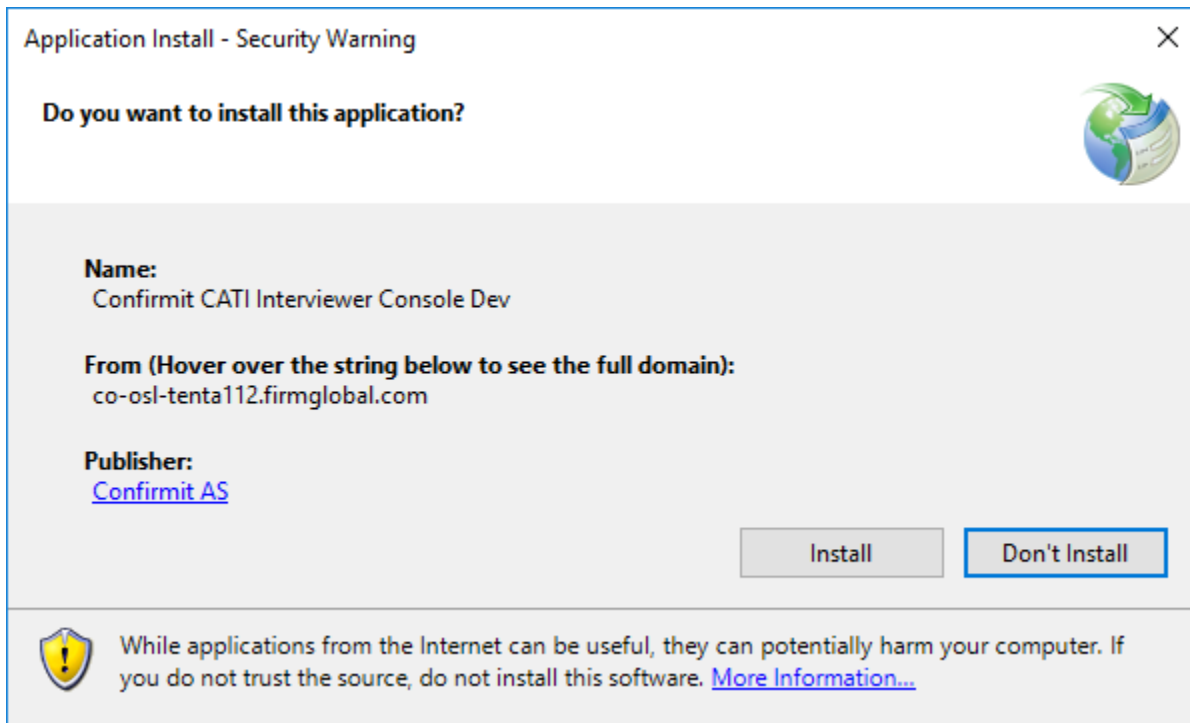 Application Install - Security Warning
Do you want to install this application?
Name:
Confirmit CATI Interviewer Console Dev
From (Hover over the string below to see the full domain):
co-osl-tenta112.firmglobal.com
Publisher:
Confirmit AS
Install
Don't Install
While applications from the Internet can be useful, they can potentially harm your computer. If
you do not trust the source, do not install this software. More Information...